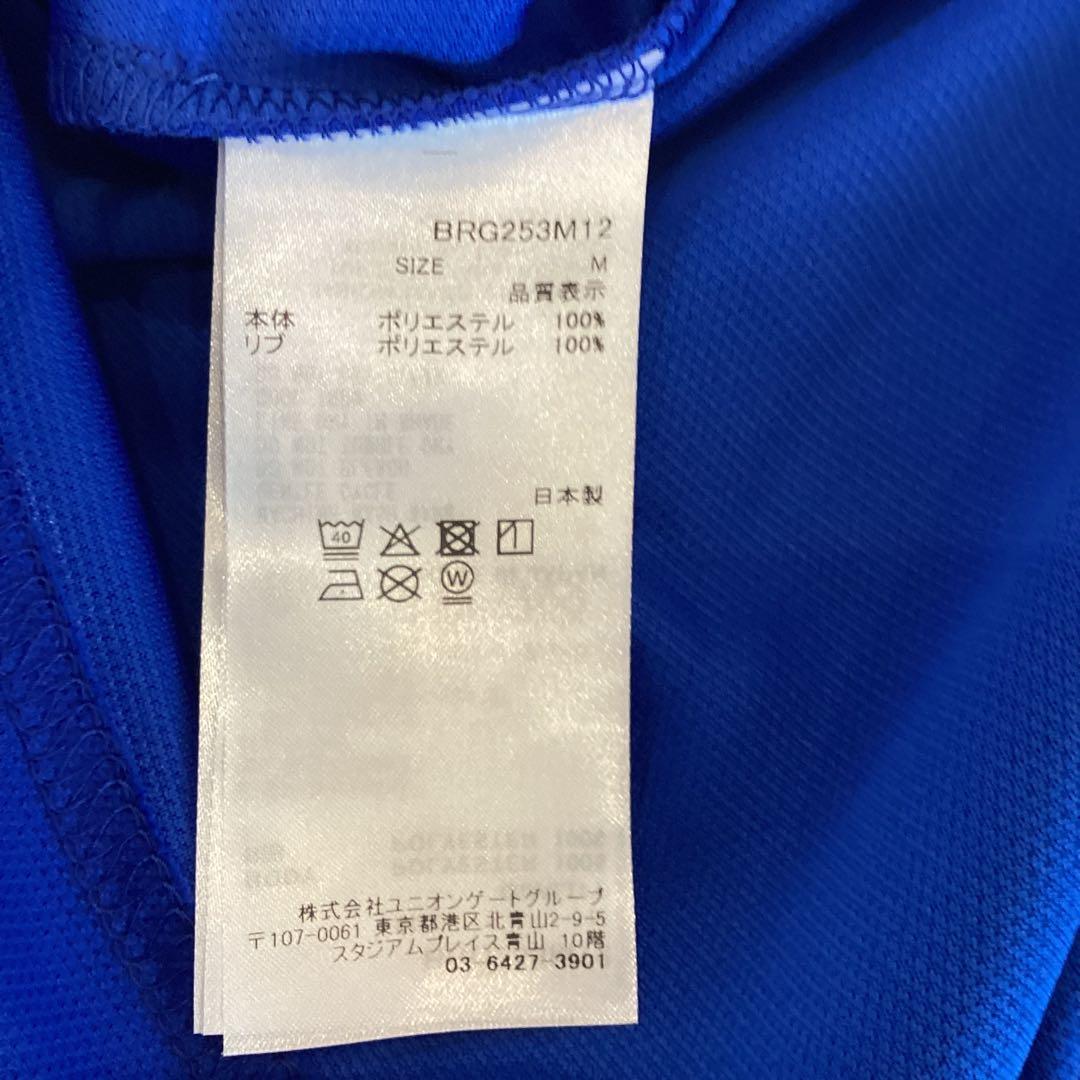 BRG253M12
SIZE M
品質表示
本体 ポリエステル 100%
リブ ポリエステル 100%
日本製
40
W
株式会社ユニオンゲートグループ
〒107-0061 東京都港区北青山2-9-5
スタジアムプレイス青山 10階
03-6427-3901